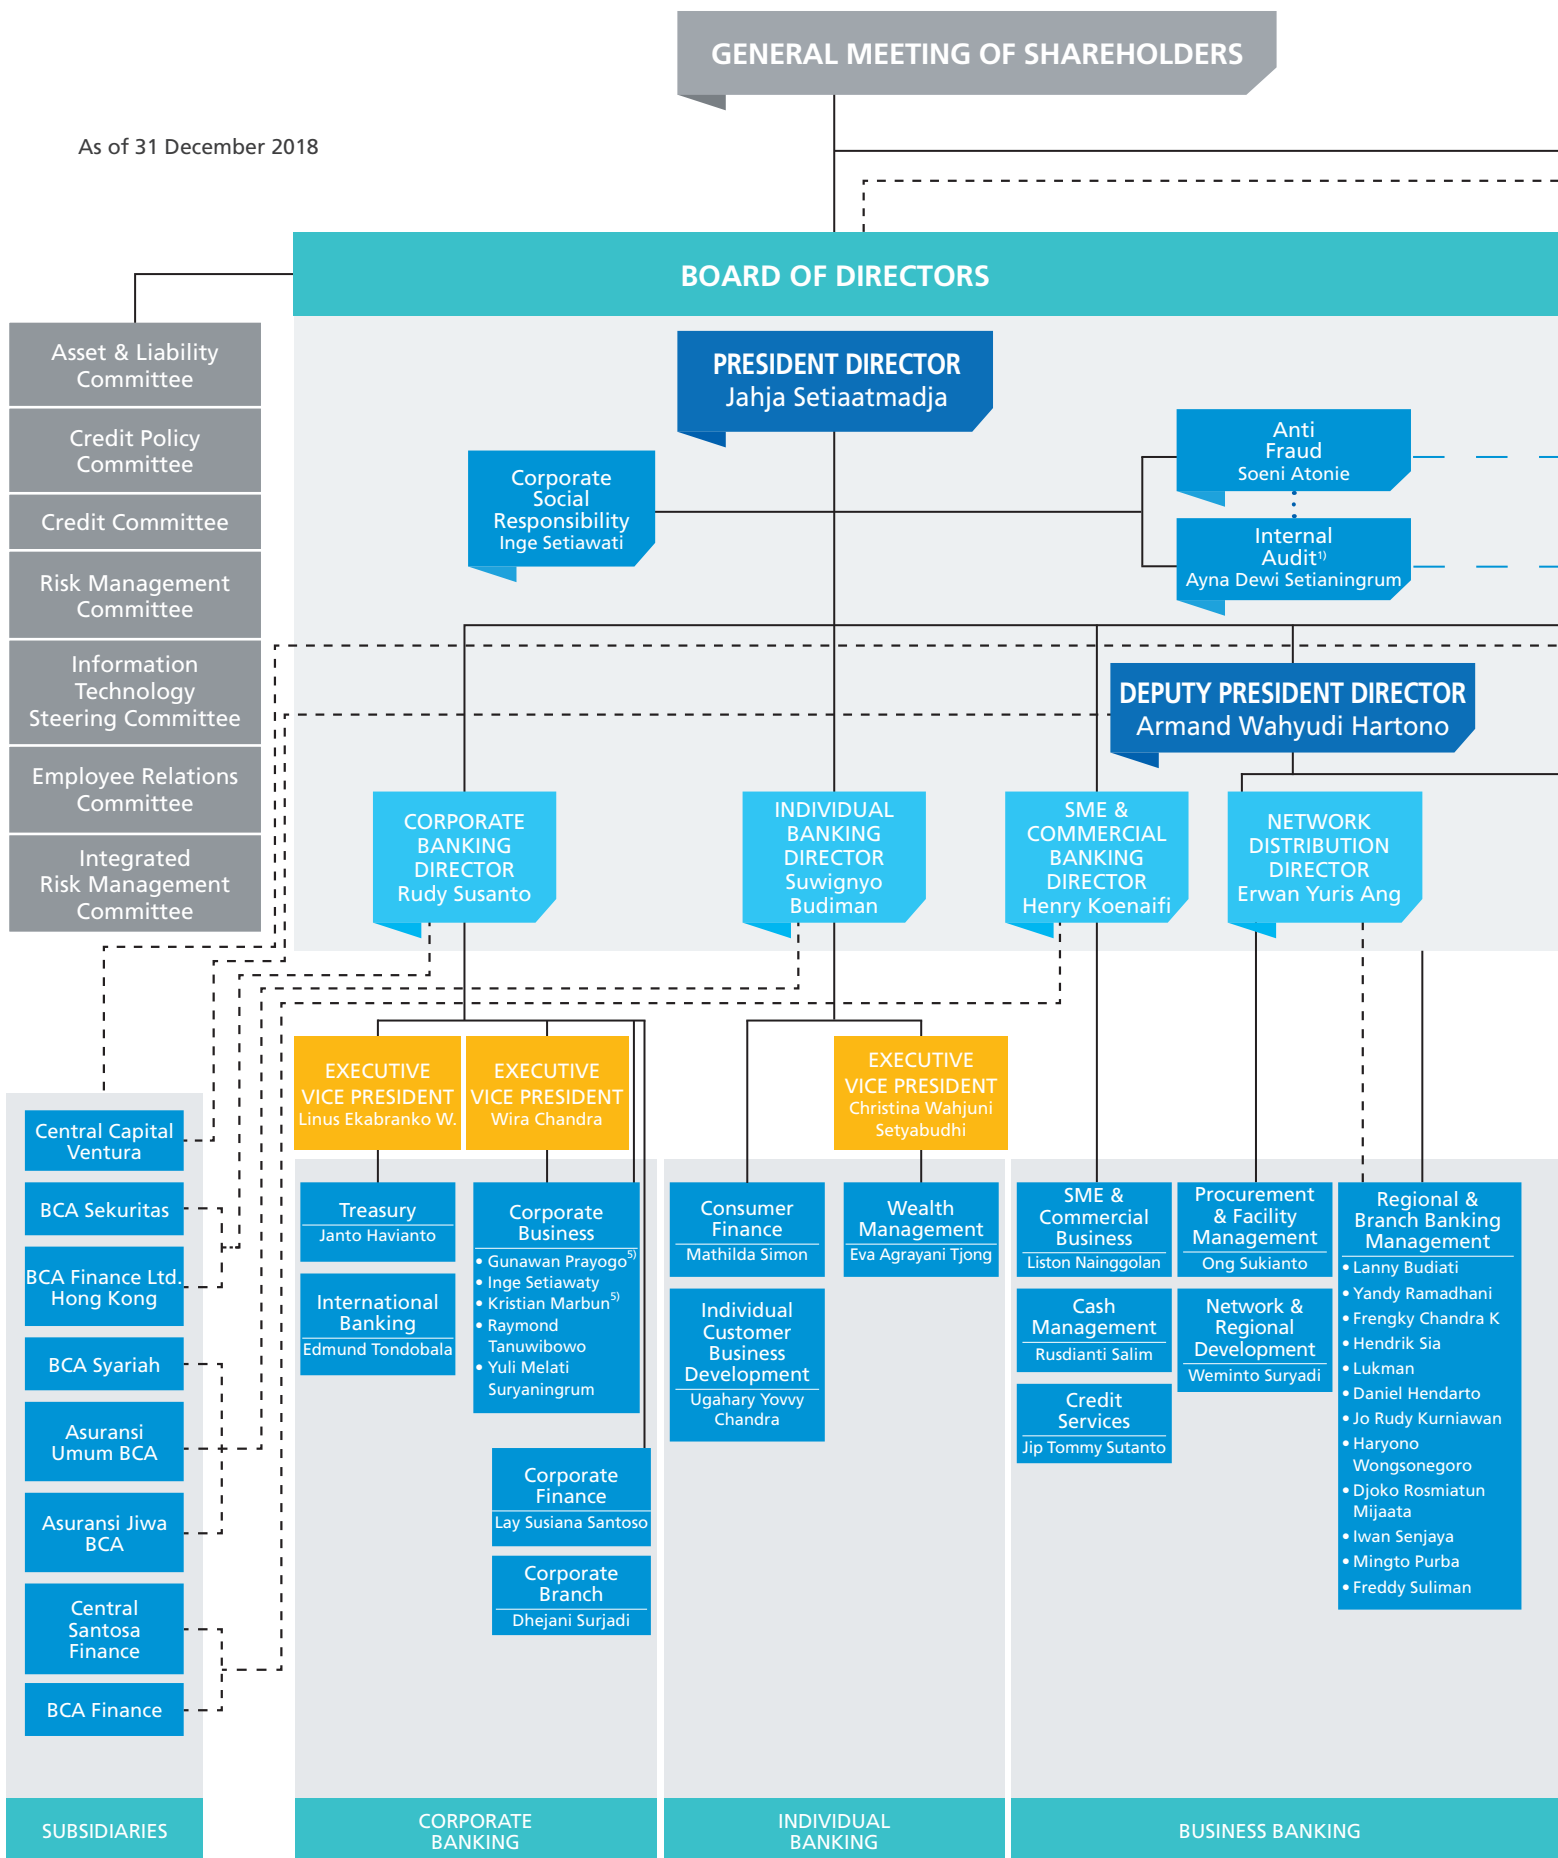 GENERAL MEETING OF SHAREHOLDERS
As of 31 December 2018
BOARD OF DIRECTORS
Asset & Liability
Committee
Credit Policy
Committee
Credit Committee
Risk Management
Committee
Information
Technology
Steering Committee
Employee Relations
Committee
Integrated
Risk Management
Committee
PRESIDENT DIRECTOR
Jahja Setiaatmadja
Corporate
Social
Responsibility
Inge Setiawati
Anti
Fraud
Soeni Atonie
Internal
Audit1)
Ayna Dewi Setianingrum
DEPUTY PRESIDENT DIRECTOR
Armand Wahyudi Hartono
CORPORATE
BANKING
DIRECTOR
Rudy Susanto
INDIVIDUAL
BANKING
DIRECTOR
Suwignyo
Budiman
SME &
COMMERCIAL
BANKING
DIRECTOR
Henry Koenaifi
NETWORK
DISTRIBUTION
DIRECTOR
Erwan Yuris Ang
EXECUTIVE
VICE PRESIDENT
Linus Ekabranko W.
EXECUTIVE
VICE PRESIDENT
Wira Chandra
EXECUTIVE
VICE PRESIDENT
Christina Wahjuni
Setyabudhi
Central Capital
Ventura
BCA Sekuritas
BCA Finance Ltd.
Hong Kong
BCA Syariah
Asuransi
Umum BCA
Asuransi Jiwa
BCA
Central
Santosa
Finance
BCA Finance
SUBSIDIARIES
Treasury
Janto Havianto
International
Banking
Edmund Tondobala
Corporate
Business
• Gunawan Prayogo5)
• Inge Setiawaty
• Kristian Marbun5)
• Raymond
Tanuwibowo
• Yuli Melati
Suryaningrum
Corporate
Finance
Lay Susiana Santoso
Corporate
Branch
Dhejani Surjadi
CORPORATE
BANKING
Consumer
Finance
Mathilda Simon
Individual
Customer
Business
Development
Ugahary Yovvy
Chandra
Wealth
Management
Eva Agrayani Tjong
INDIVIDUAL
BANKING
SME &
Commercial
Business
Liston Nainggolan
Cash
Management
Rusdianti Salim
Credit
Services
Jip Tommy Sutanto
Procurement
& Facility
Management
Ong Sukianto
Network &
Regional
Development
Weminto Suryadi
Regional &
Branch Banking
Management
• Lanny Budiati
• Yandy Ramadhani
• Frengky Chandra K
• Hendrik Sia
• Lukman
• Daniel Hendarto
• Jo Rudy Kurniawan
• Haryono
Wongsonegoro
• Djoko Rosmiatun
Mijaata
• Iwan Senjaya
• Mingto Purba
• Freddy Suliman
BUSINESS BANKING